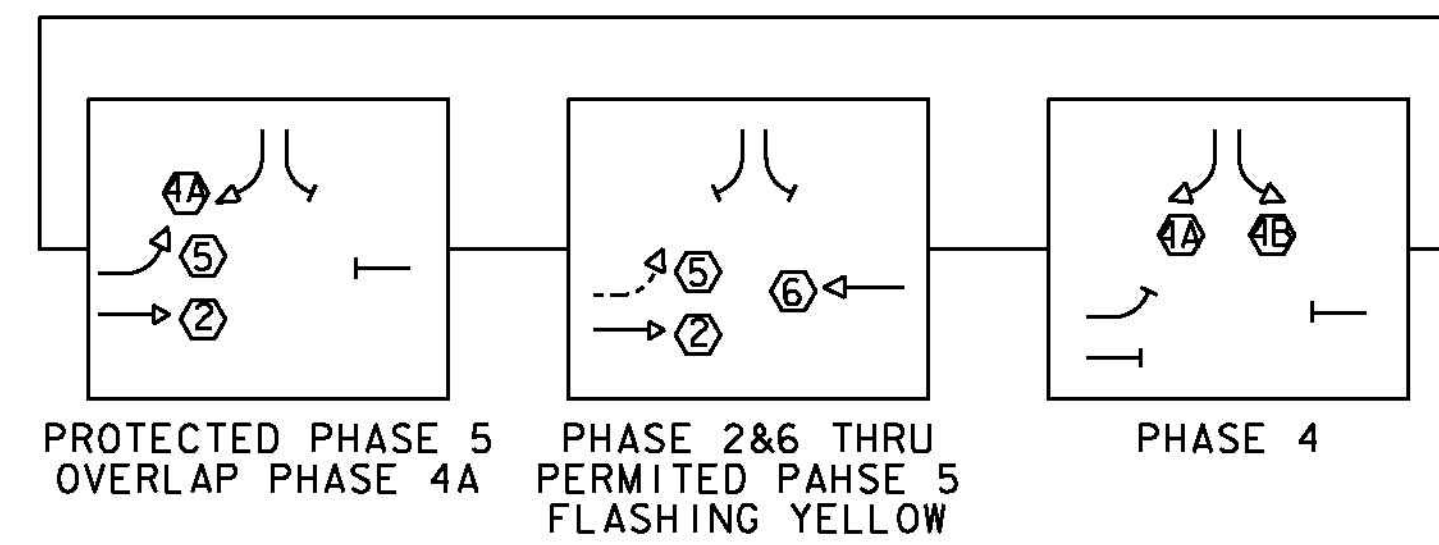 4A
5
2
PROTECTED PHASE 5
OVERLAP PHASE 4A
5
6
2
PHASE 2&6 THRU
PERMITED PAHSE 5
FLASHING YELLOW
4A 4B
PHASE 4